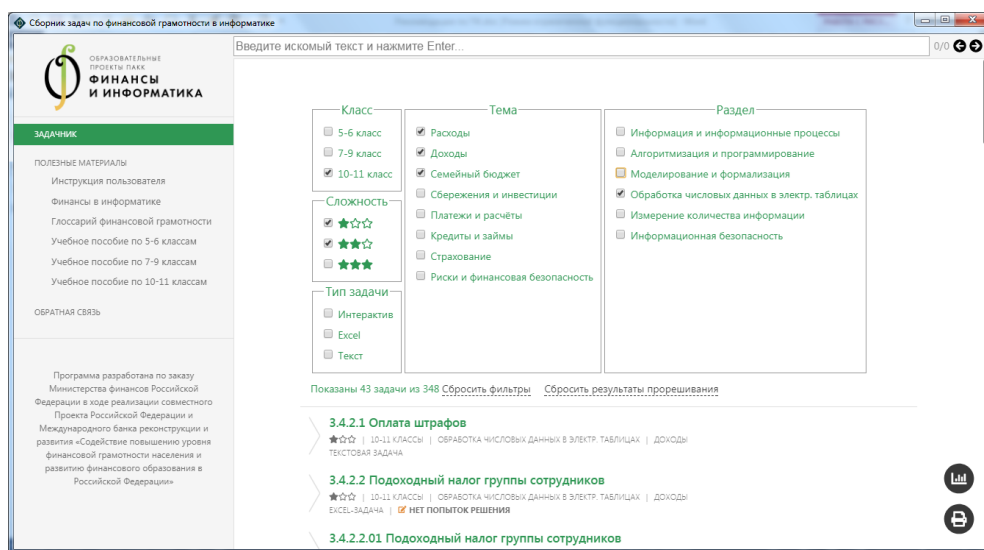 Сборник задач по финансовой грамотности в информатике
Введите искомый текст и нажмите Enter...
0/0
ОБРАЗОВАТЕЛЬНЫЕ
ПРОЕКТЫ ПАКК
ФИНАНСЫ
И ИНФОРМАТИКА
ЗАДАЧНИК
ПОЛЕЗНЫЕ МАТЕРИАЛЫ
Инструкция пользователя
Финансы в информатике
Глоссарий финансовой грамотности
Учебное пособие по 5-6 классам
Учебное пособие по 7-9 классам
Учебное пособие по 10-11 классам
ОБРАТНАЯ СВЯЗЬ
Программа разработана по заказу
Министерства финансов Российской
Федерации в ходе реализации совместного
Проекта Российской Федерации и
Международного банка реконструкции и
развития «Содействие повышению уровня
финансовой грамотности населения и
развитию финансового образования в
Российской Федерации»
Класс
5-6 класс
7-9 класс
10-11 класс
Сложность
Тип задачи
Интерактив
Excel
Текст
Тема
Расходы
Доходы
Семейный бюджет
Сбережения и инвестиции
Платежи и расчёты
Кредиты и займы
Страхование
Риски и финансовая безопасность
Раздел
Информация и информационные процессы
Алгоритмизация и программирование
Моделирование и формализация
Обработка числовых данных в электр. таблицах
Измерение количества информации
Информационная безопасность
Показаны 43 задачи из 348 Сбросить фильтры Сбросить результаты прорешивания
3.4.2.1 Оплата штрафов
| 10-11 КЛАССЫ | ОБРАБОТКА ЧИСЛОВЫХ ДАННЫХ В ЭЛЕКТР. ТАБЛИЦАХ | ДОХОДЫ
ТЕКСТОВАЯ ЗАДАЧА
3.4.2.2 Подоходный налог группы сотрудников
| 10-11 КЛАССЫ | ОБРАБОТКА ЧИСЛОВЫХ ДАННЫХ В ЭЛЕКТР. ТАБЛИЦАХ | ДОХОДЫ
EXCEL-ЗАДАЧА | НЕТ ПОПЫТОК РЕШЕНИЯ
3.4.2.2.01 Подоходный налог группы сотрудников